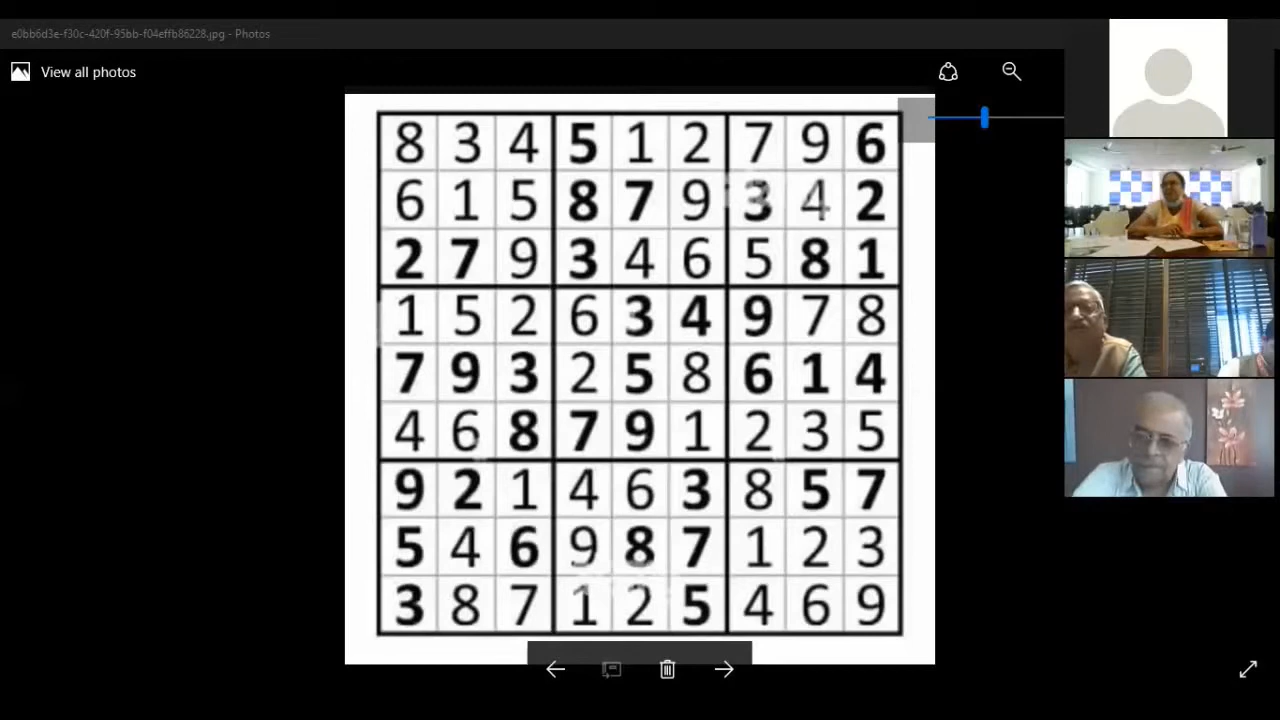 e0bb6d3e-f30c-420f-95bb-f04effb86228.jpg - Photos
View all photos
8 3 4 5 1 2 7 9 6
6 1 5 8 7 9 3 4 2
2 7 9 3 4 6 5 8 1
1 5 2 6 3 4 9 7 8
7 9 3 2 5 8 6 1 4
4 6 8 7 9 1 2 3 5
9 2 1 4 6 3 8 5 7
5 4 6 9 8 7 1 2 3
3 8 7 1 2 5 4 6 9